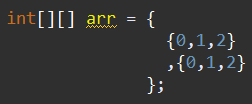 int[][] arr = {
{0,1,2}
,{0,1,2}
};